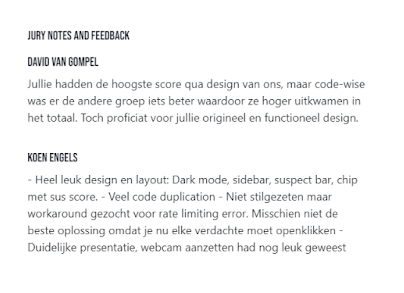 JURY NOTES AND FEEDBACK
DAVID VAN GOMPEL
Jullie hadden de hoogste score qua design van ons, maar code-wise
was er de andere groep iets beter waardoor ze hoger uitkwamen in
het totaal. Toch proficiat voor jullie origineel en functioneel design.
KOEN ENGELS
- Heel leuk design en layout: Dark mode, sidebar, suspect bar, chip
met sus score. - Veel code duplication - Niet stilgezeten maar
workaround gezocht voor rate limiting error. Misschien niet de
beste oplossing omdat je nu elke verdachte moet openklikken -
Duidelijke presentatie, webcam aanzetten had nog leuk geweest